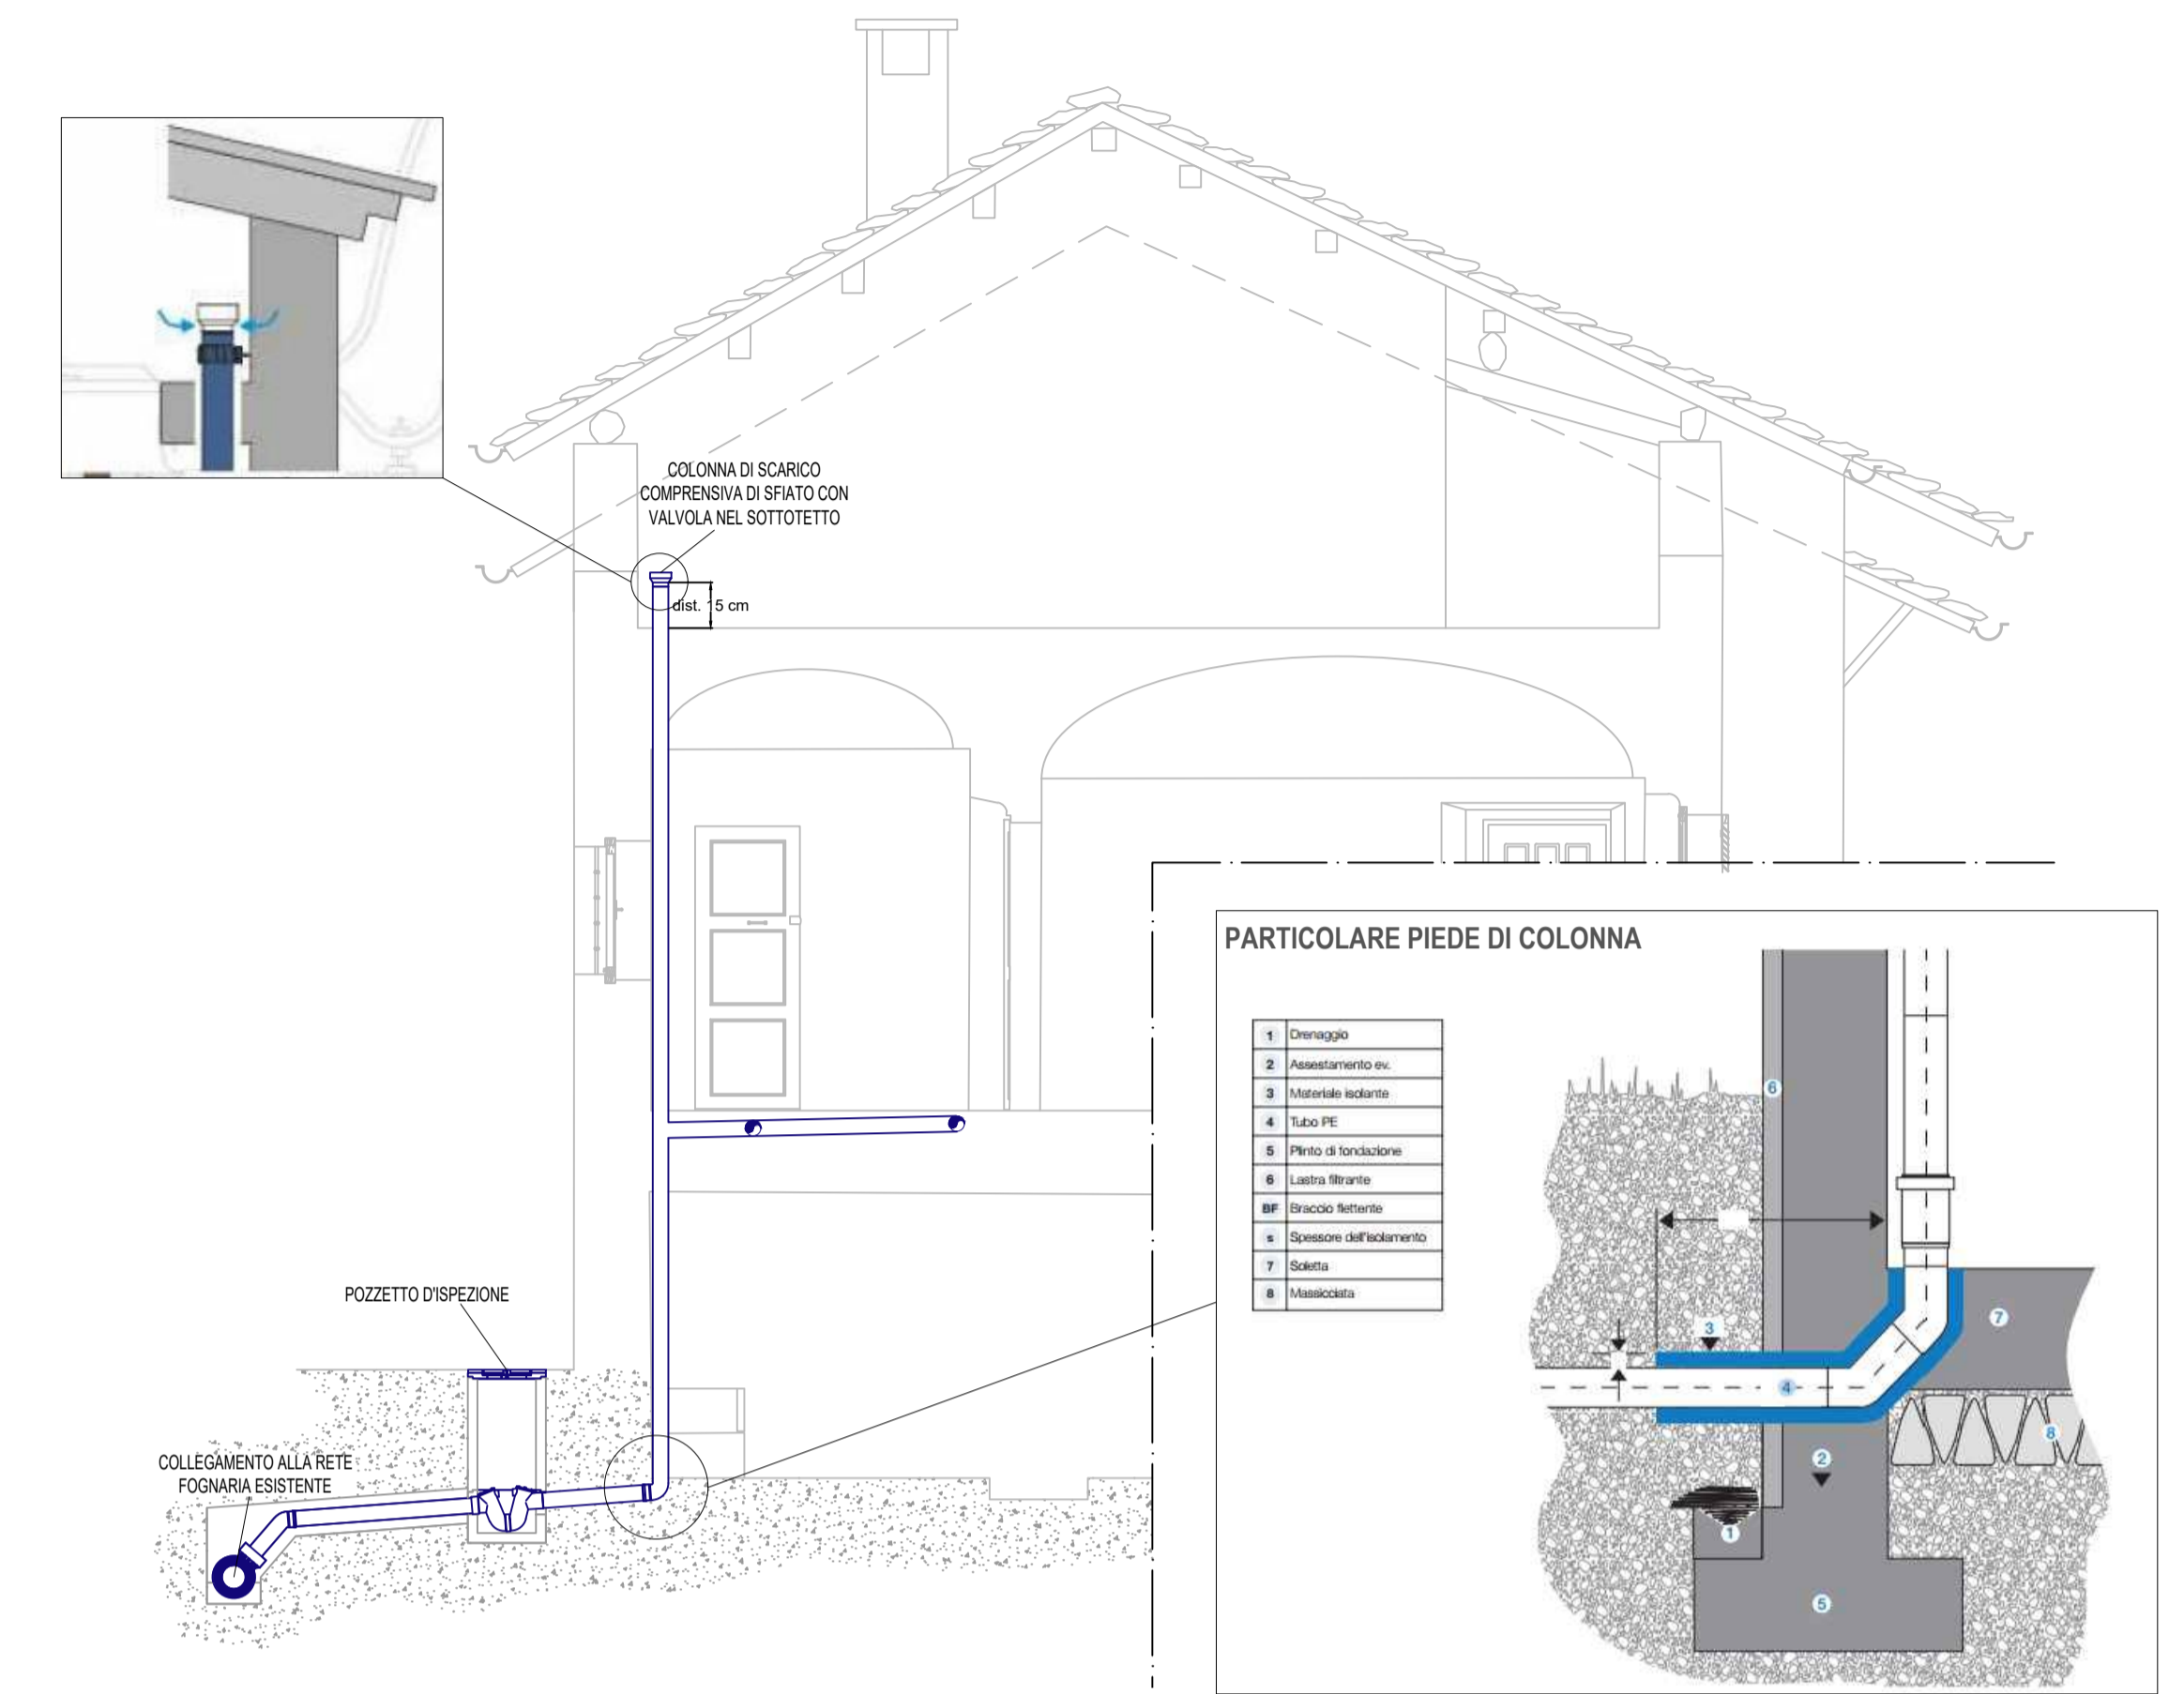 COLONNA DI SCARICO
COMPRENSIVA DI SFIATO CON
VALVOLA NEL SOTTOTETTO
dist. 15 cm
POZZETTO D'ISPEZIONE
COLLEGAMENTO ALLA RETE
FOGNARIA ESISTENTE
PARTICOLARE PIEDE DI COLONNA
1 Drenaggio
2 Assestamento ev.
3 Materiale isolante
4 Tubo PE
5 Plinto di fondazione
6 Lastra filtrante
BF Braccio flettente
s Spessore dell'isolamento
7 Soletta
8 Massicciata
6
3
7
4
8
2
1
5